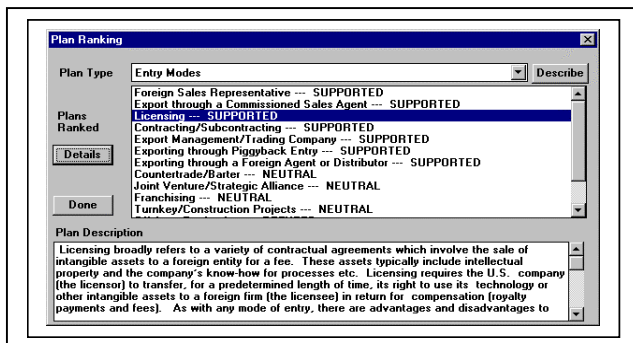 Plan Ranking
Plan Type
Entry Modes
Describe
Foreign Sales Representative --- SUPPORTED
Export through a Commissioned Sales Agent --- SUPPORTED
Licensing --- SUPPORTED
Contracting/Subcontracting --- SUPPORTED
Export Management/Trading Company --- SUPPORTED
Exporting through Piggyback Entry --- SUPPORTED
Exporting through a Foreign Agent or Distributor --- SUPPORTED
Countertrade/Barter --- NEUTRAL
Joint Venture/Strategic Alliance --- NEUTRAL
Franchising --- NEUTRAL
Turnkey/Construction Projects --- NEUTRAL
Plans
Ranked
Details
Done
Plan Description
Licensing broadly refers to a variety of contractual agreements which involve the sale of
intangible assets to a foreign entity for a fee. These assets typically include intellectual
property and the company's know-how for processes etc. Licensing requires the U.S. company
(the licensor) to transfer, for a predetermined length of time, its right to use its technology or
other intangible assets to a foreign firm (the licensee) in return for compensation (royalty
payments and fees). As with any mode of entry, there are advantages and disadvantages to